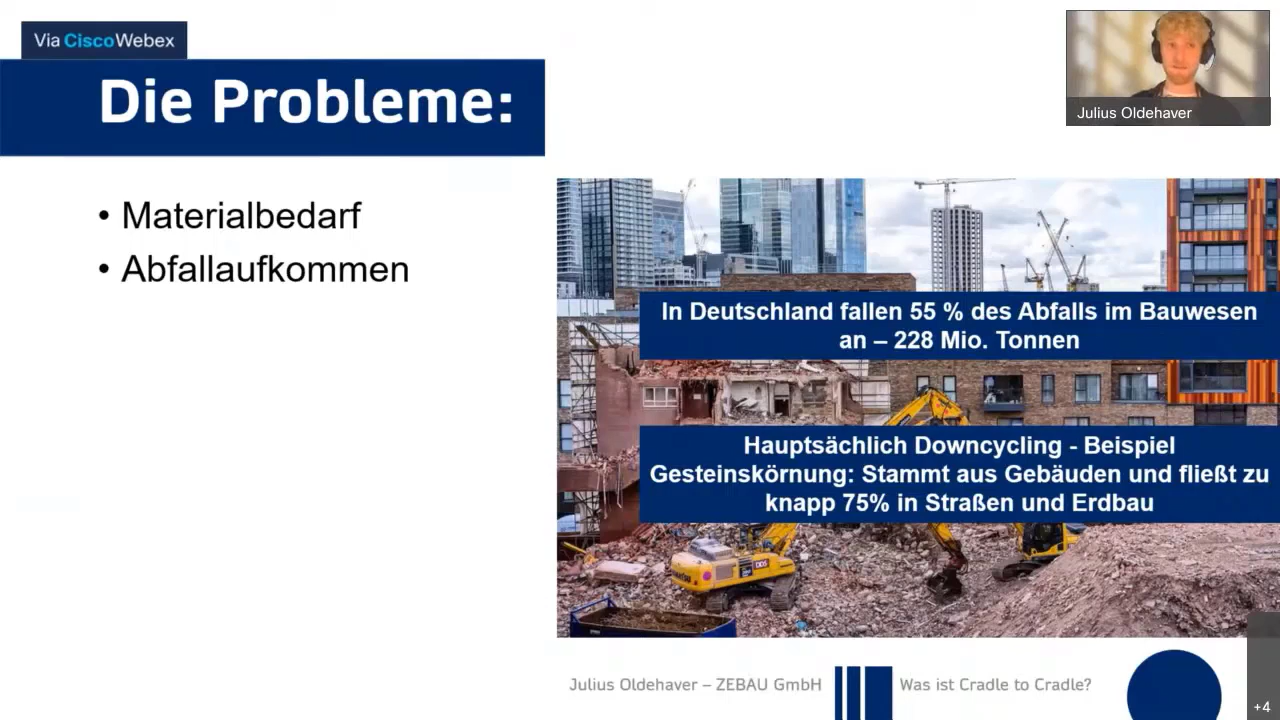 Via CiscoWebex
Die Probleme:
Julius Oldehaver
• Materialbedarf
• Abfallaufkommen
In Deutschland fallen 55 % des Abfalls im Bauwesen
an – 228 Mio. Tonnen
Hauptsächlich Downcycling - Beispiel
Gesteinskörnung: Stammt aus Gebäuden und fließt zu
knapp 75% in Straßen und Erdbau
Julius Oldehaver – ZEBAU GmbH
Was ist Cradle to Cradle?
+4